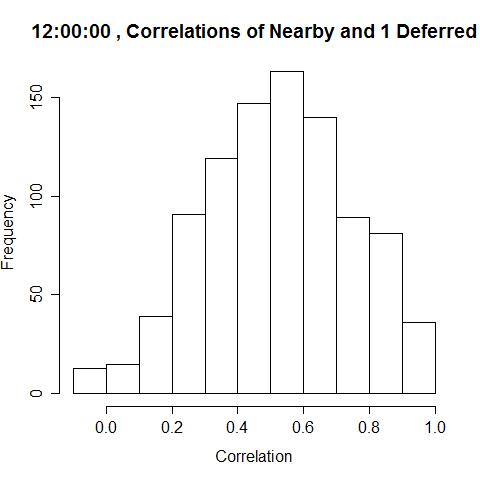 12:00:00 , Correlations of Nearby and 1 Deferred
Frequency
150
100
50
0
0.0 0.2 0.4 0.6 0.8 1.0
Correlation